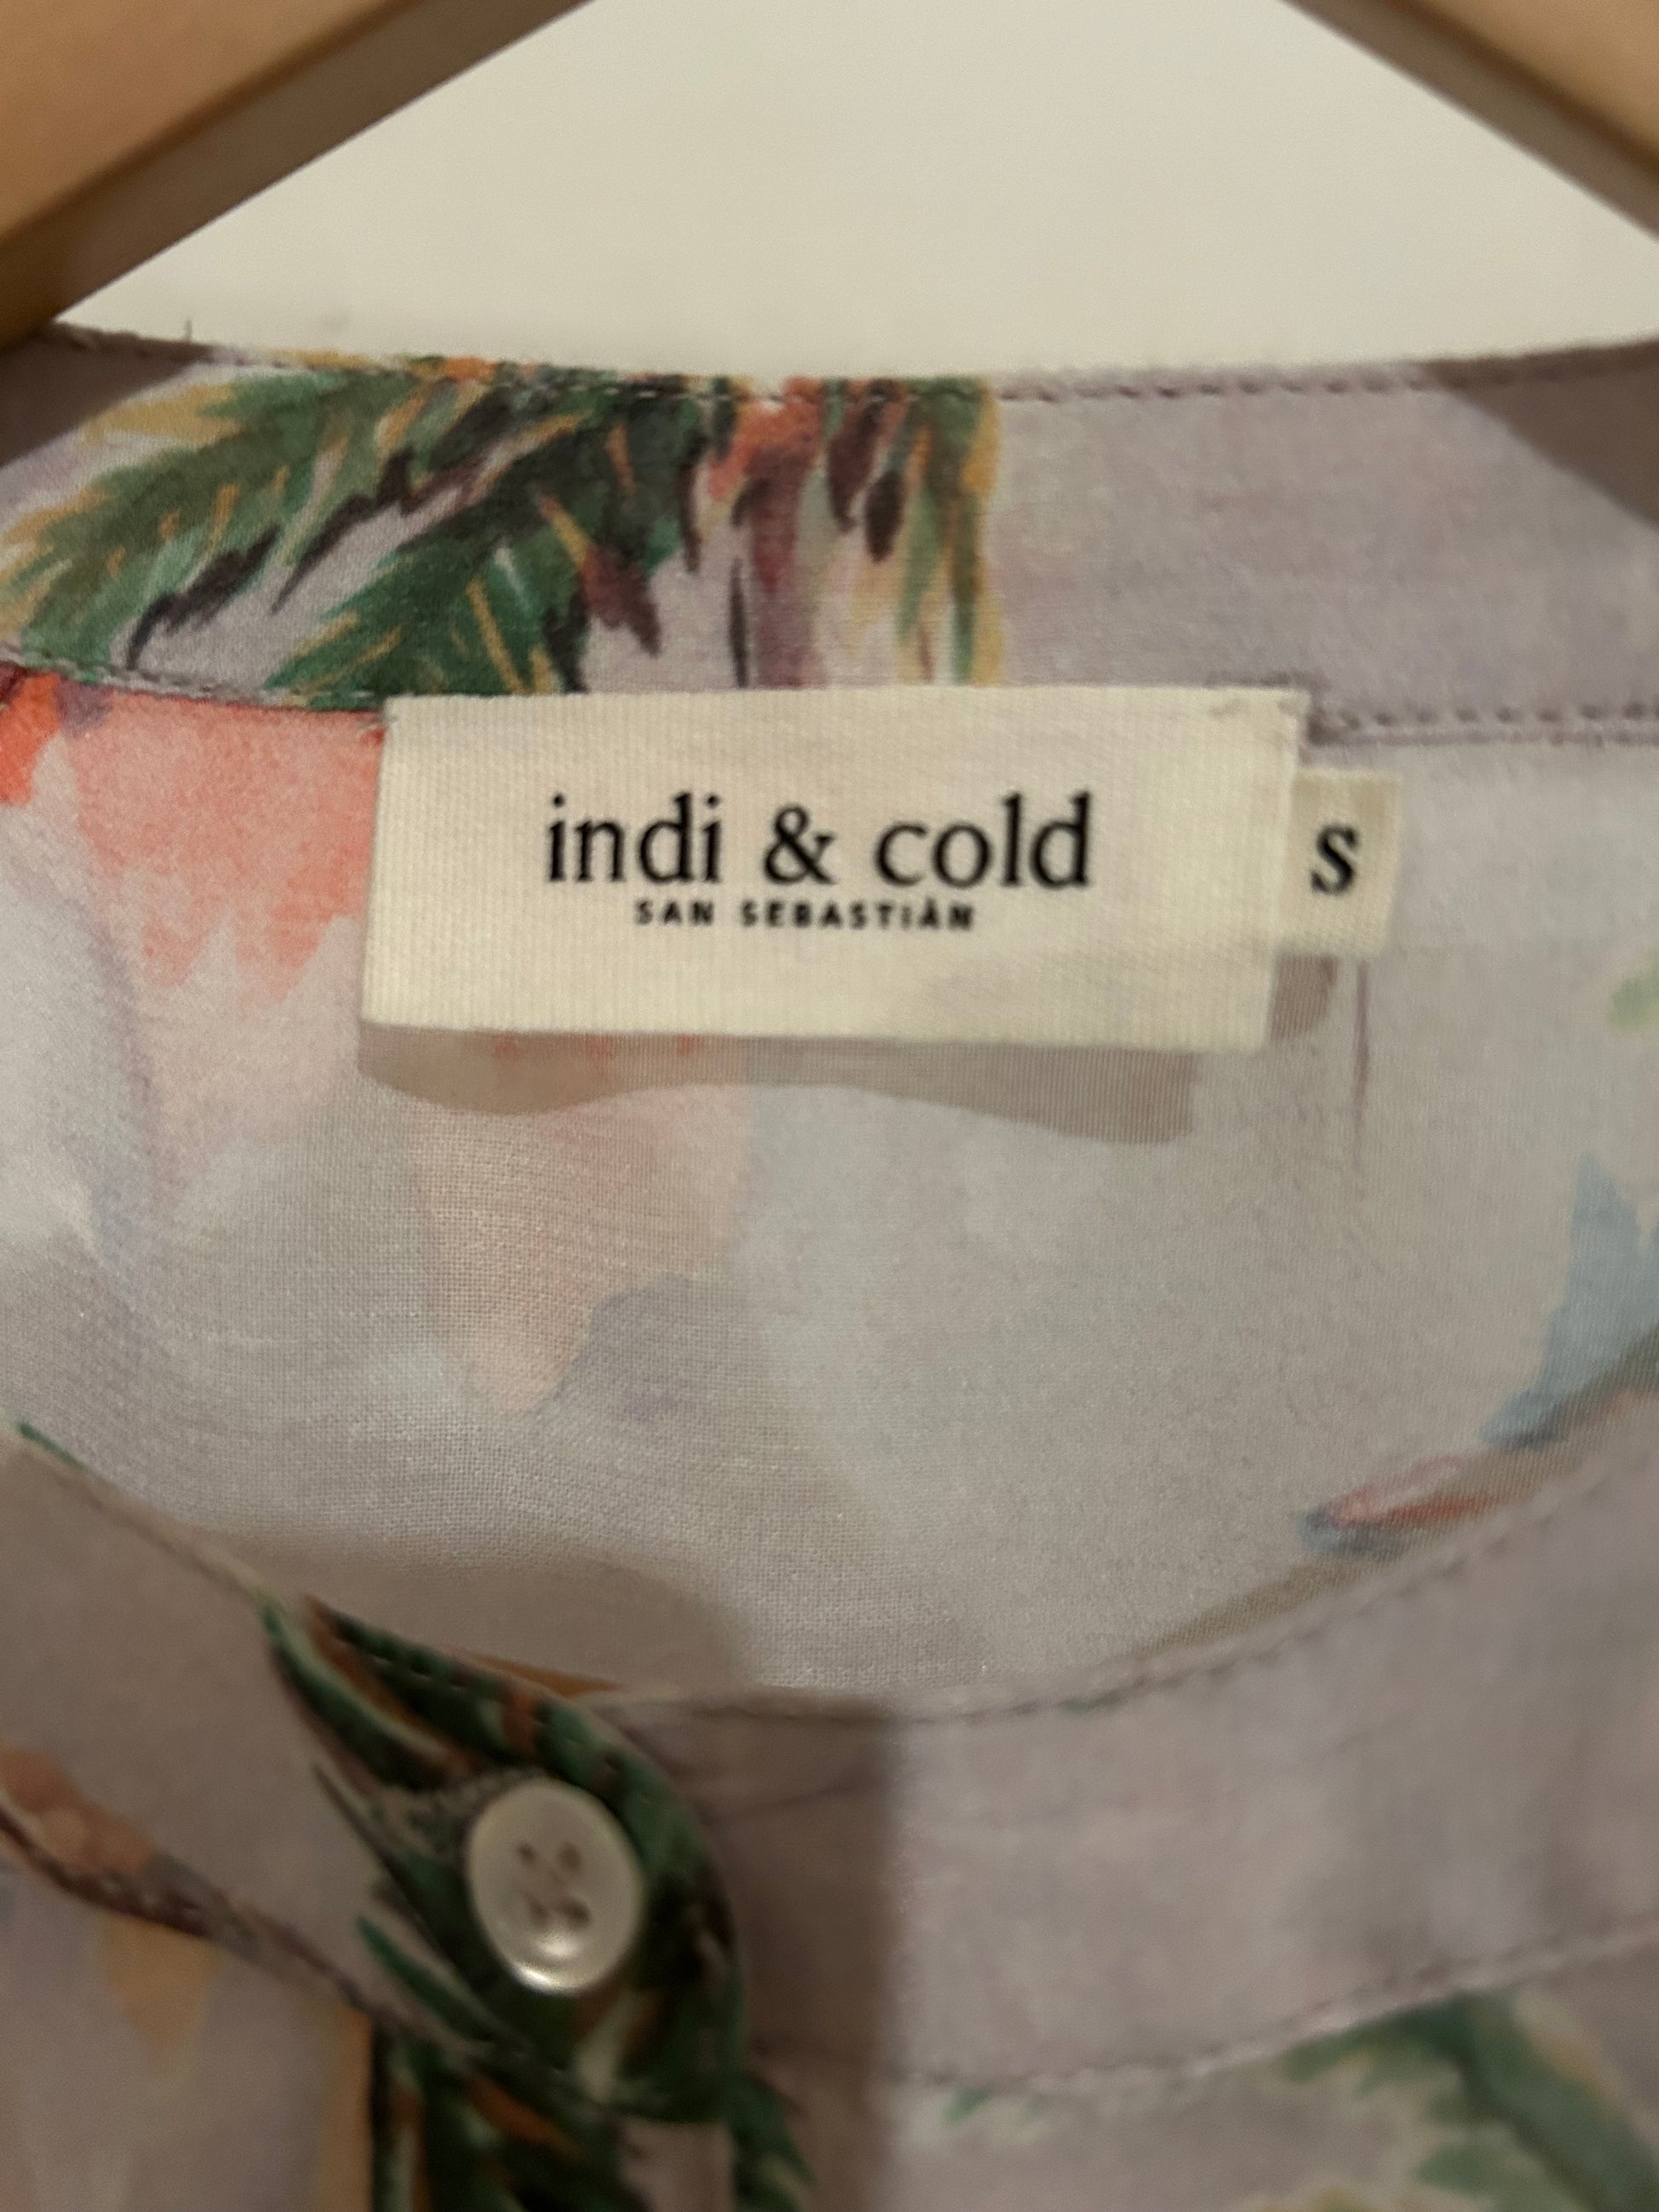 indi & cold
SAN SEBASTIÁN
S